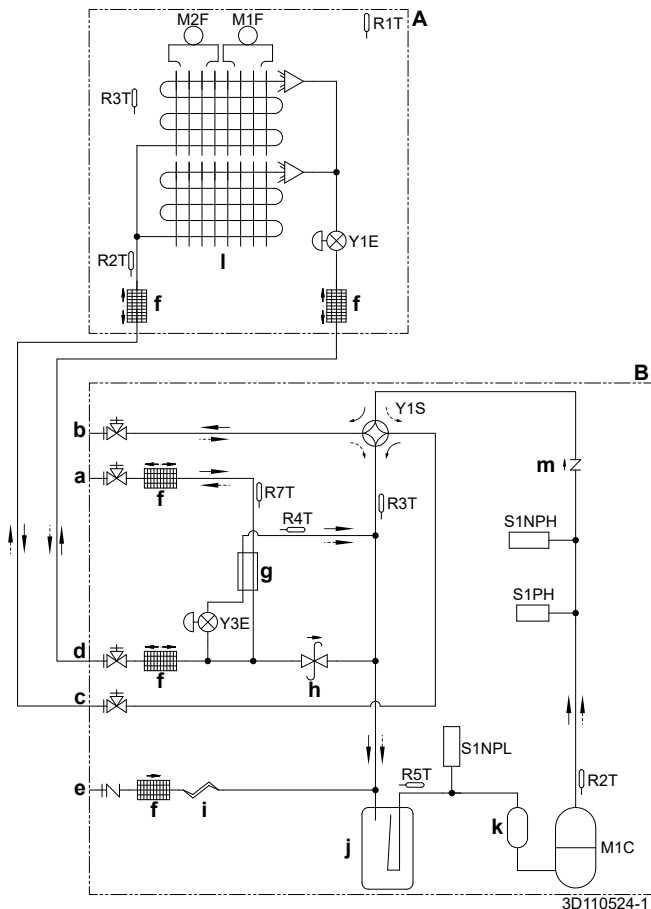 M2F M1F R1T A
R3T
Y1E
R2T l
f f
B
b Y1S
a m
f R7T R3T
R4T S1NPH
g
S1PH
Y3E
d
f h
c
S1NPL
e R5T R2T
f i
k
j M1C
3D110524-1